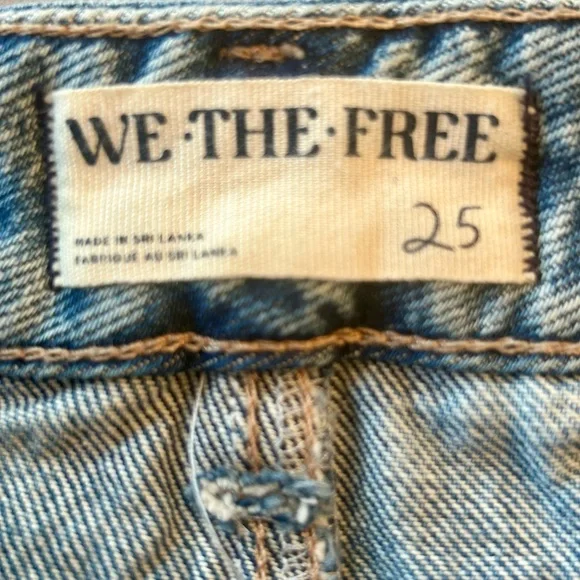 WE·THE·FREE
25
MADE IN SRI LANKA
FABRIQUÉ AU SRI LANKA